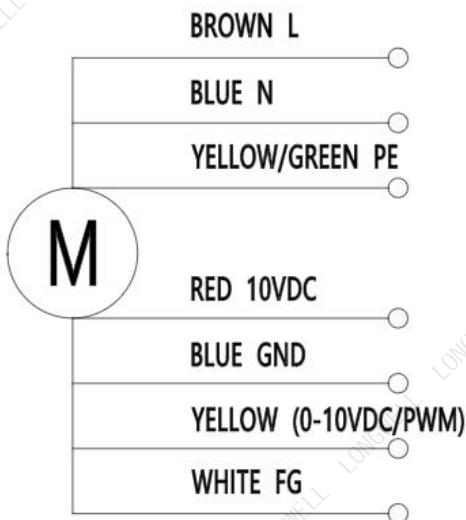 BROWN L
BLUE N
YELLOW/GREEN PE
M
RED 10VDC
BLUE GND
YELLOW (0-10VDC/PWM)
WHITE FG